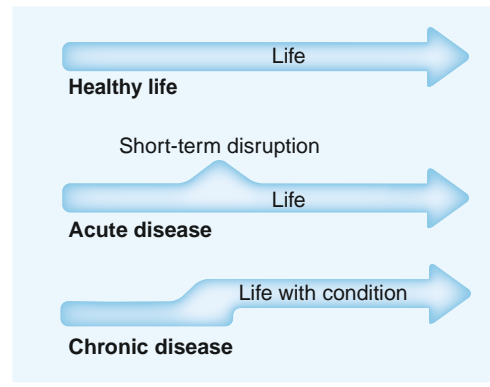 Life
Healthy life
Short-term disruption
Life
Acute disease
Life with condition
Chronic disease